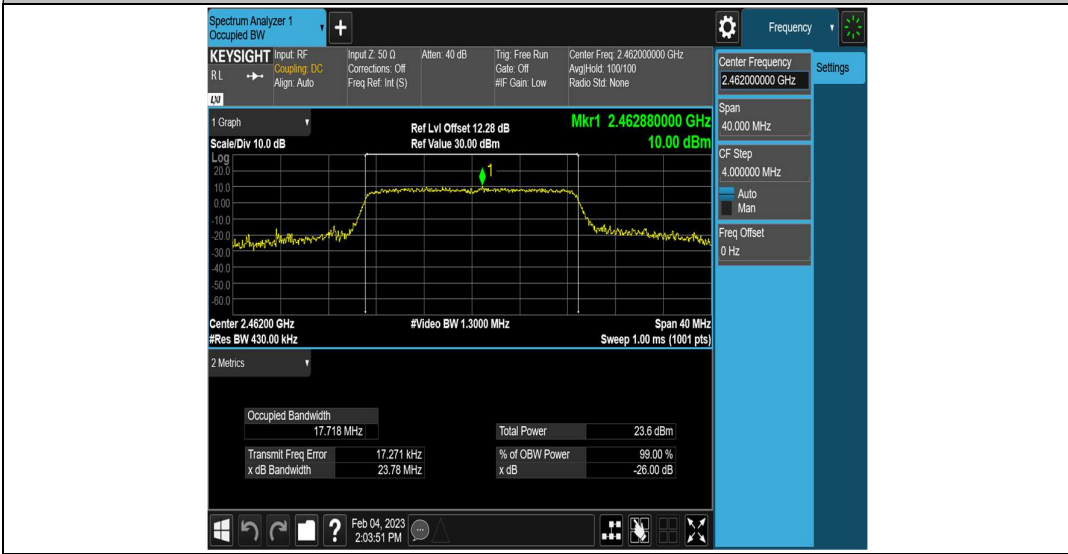 Spectrum Analyzer 1
Occupied BW
+
Frequency
KEYSIGHT
R L
LXI
Input: RF
Coupling: DC
Align: Auto
Input Z: 50 Ω
Corrections: Off
Freq Ref: Int (S)
Atten: 40 dB
Trig: Free Run
Gate: Off
#IF Gain: Low
Center Freq: 2.462000000 GHz
Avg|Hold: 100/100
Radio Std: None
Center Frequency
2.462000000 GHz
Settings
Span
40.000 MHz
CF Step
4.000000 MHz
Auto
Man
Freq Offset
0 Hz
1 Graph
Scale/Div 10.0 dB
Ref Lvl Offset 12.28 dB
Ref Value 30.00 dBm
Mkr1 2.462880000 GHz
10.00 dBm
Log
20.0
10.0
0.00
-10.0
-20.0
-30.0
-40.0
-50.0
-60.0
1
Center 2.46200 GHz
#Video BW 1.3000 MHz
Span 40 MHz
#Res BW 430.00 kHz
Sweep 1.00 ms (1001 pts)
2 Metrics
Occupied Bandwidth
17.718 MHz
Total Power 23.6 dBm
Transmit Freq Error 17.271 kHz
% of OBW Power 99.00 %
x dB Bandwidth 23.78 MHz
x dB -26.00 dB
?
Feb 04, 2023
2:03:51 PM